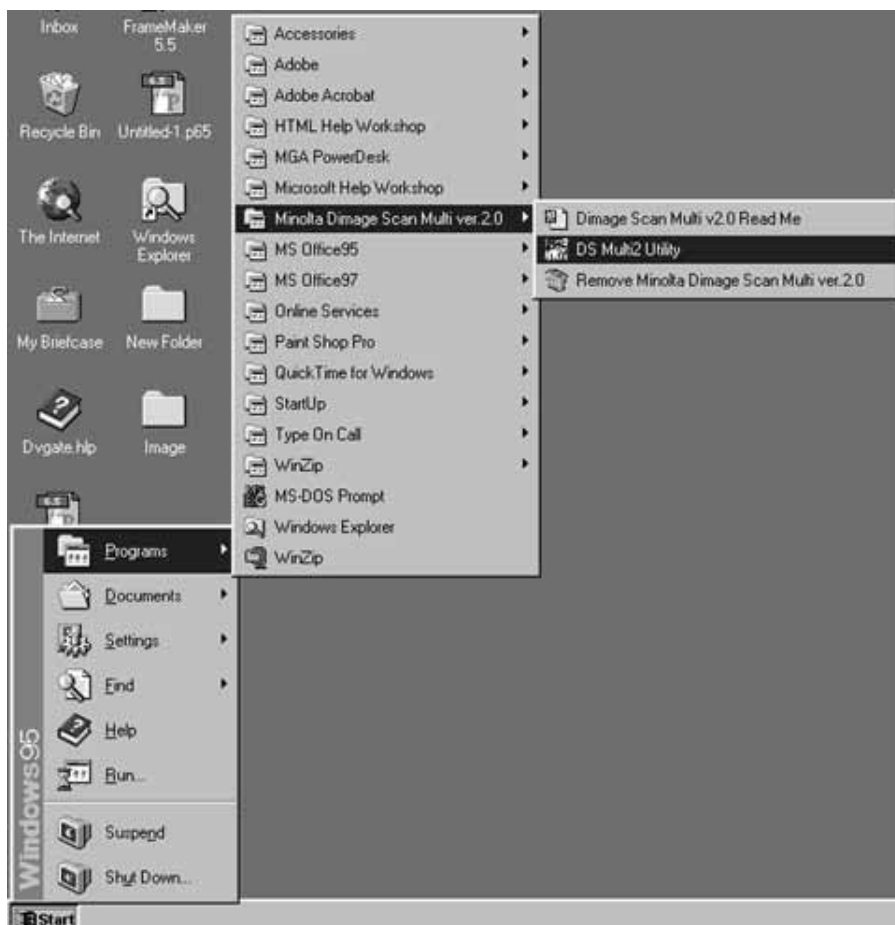 Inbox
FrameMaker
5.5
Recycle Bin
Untitled-1.p65
The Internet
Windows
Explorer
My Briefcase
New Folder
Dvgate.hlp
Image
Accessories
Adobe
Adobe Acrobat
HTML Help Workshop
MGA PowerDesk
Microsoft Help Workshop
Minolta Dimage Scan Multi ver.2.0
MS Office95
MS Office97
Online Services
Paint Shop Pro
QuickTime for Windows
StartUp
Type On Call
WinZip
MS-DOS Prompt
Windows Explorer
WinZip
Dimage Scan Multi v2.0 Read Me
DS Multi2 Utility
Remove Minolta Dimage Scan Multi ver.2.0
Programs
Documents
Settings
Find
Help
Run...
Suspend
Shut Down...
Windows95
Start